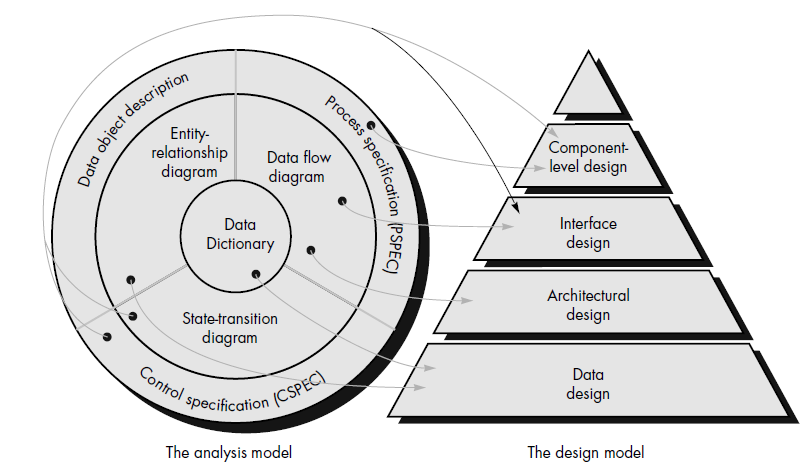 Data object description
Process specification (PSPEC)
Control specification (CSPEC)
Entity-
relationship
diagram
Data flow
diagram
Data
Dictionary
State-transition
diagram
The analysis model
Component-
level design
Interface
design
Architectural
design
Data
design
The design model